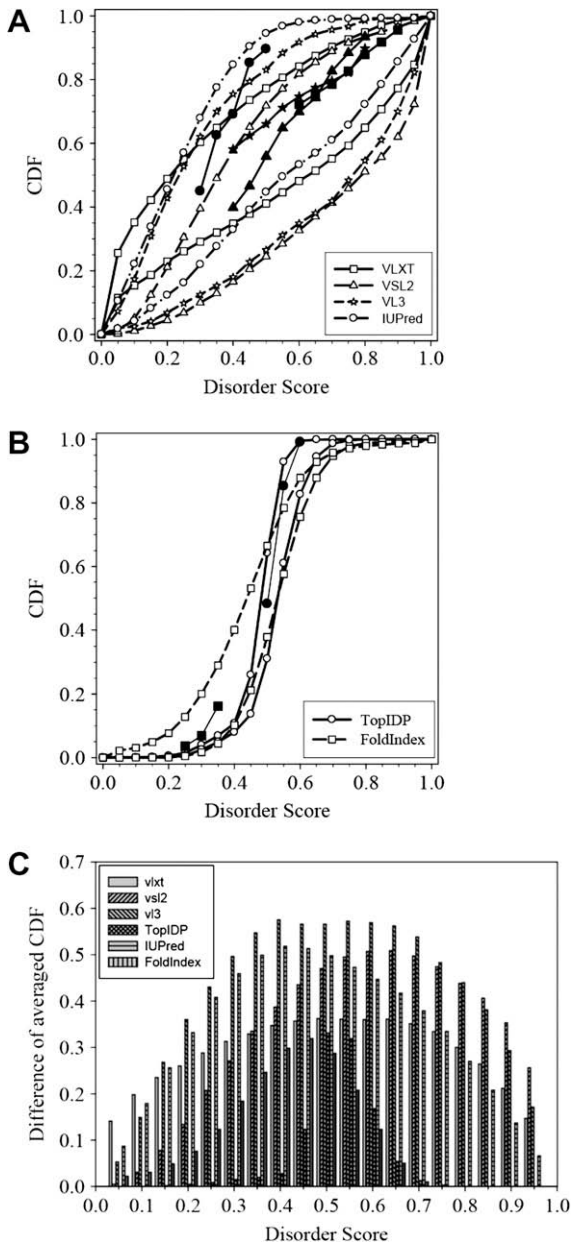 A
1.0
0.8
0.6
0.4
0.2
0.0
CDF
VLXT
VSL2
VL3
IUPred
0.0 0.2 0.4 0.6 0.8 1.0
Disorder Score
B
1.0
0.8
0.6
0.4
0.2
0.0
CDF
TopIDP
FoldIndex
0.0 0.2 0.4 0.6 0.8 1.0
Disorder Score
C
0.7
0.6
0.5
0.4
0.3
0.2
0.1
0.0
Difference of averaged CDF
vlxt
vsl2
vl3
TopIDP
IUPred
FoldIndex
0.0 0.1 0.2 0.3 0.4 0.5 0.6 0.7 0.8 0.9 1.0
Disorder Score